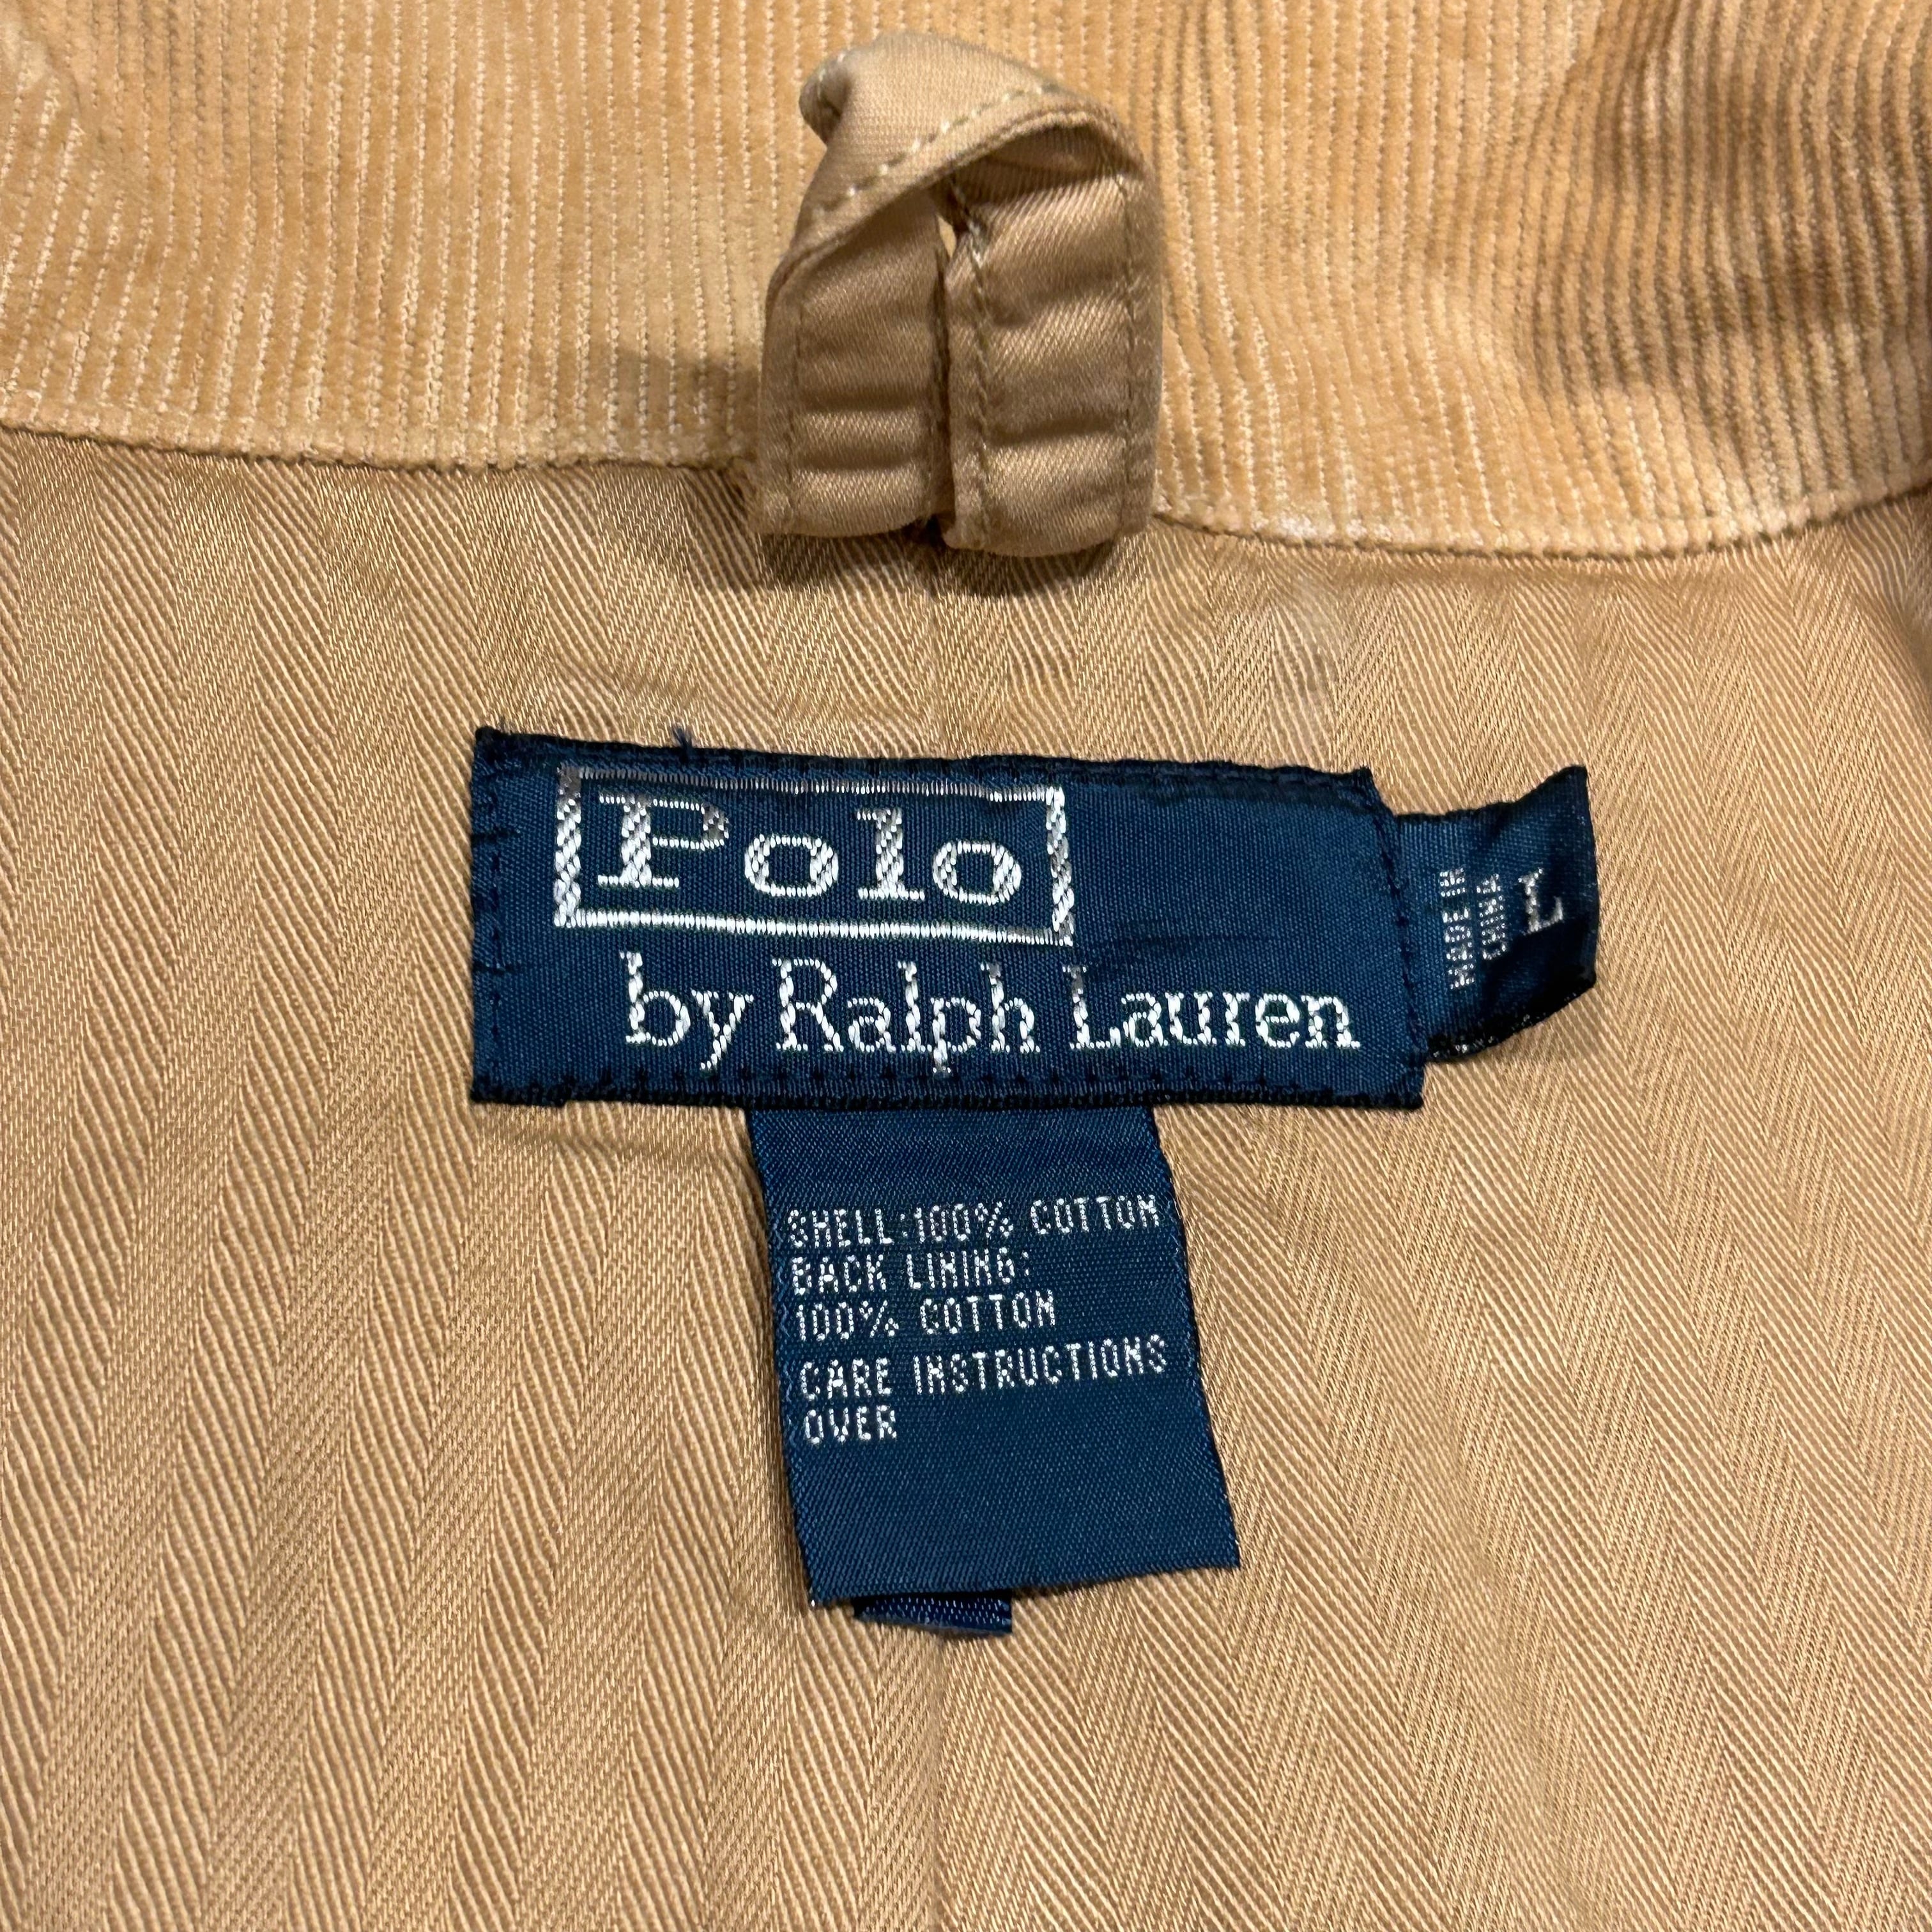 Polo
by Ralph Lauren
MADE IN
CHINA
L
SHELL:100% COTTON
BACK LINING:
100% COTTON
CARE INSTRUCTIONS
OVER